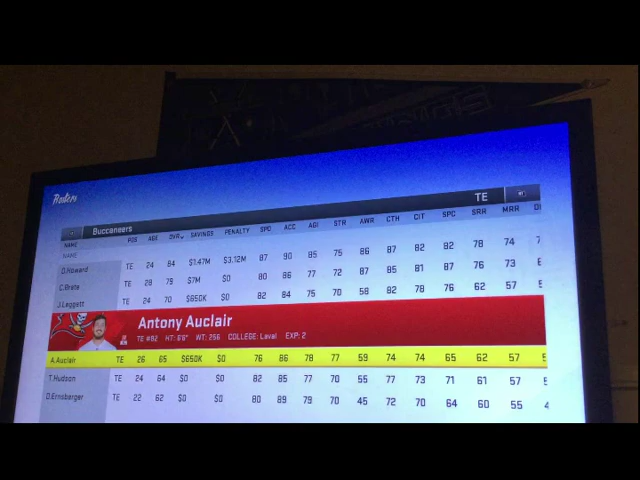 Rosters
TE
Buccaneers
NAME POS AGE OVR SAVINGS PENALTY SPD ACC AGI STR AWR CTH CIT SPC SRR MRR
NAME
O.Howard TE 24 84 $1.47M $3.12M 87 90 85 75 86 87 82 82 78 74
C.Brate TE 28 79 $7M $0 80 86 77 72 87 85 81 87 76 73
J.Leggett TE 24 70 $650K $0 82 84 75 70 58 82 78 76 62 57
Antony Auclair
TE #82 HT: 6'6" WT: 256 COLLEGE: Laval EXP: 2
A.Auclair TE 26 65 $650K $0 76 86 78 77 59 74 74 65 62 57
T.Hudson TE 24 64 $0 $0 82 85 77 70 55 77 73 71 61 57
D.Ernsbarger TE 22 62 $0 $0 80 89 79 70 45 72 70 64 60 55